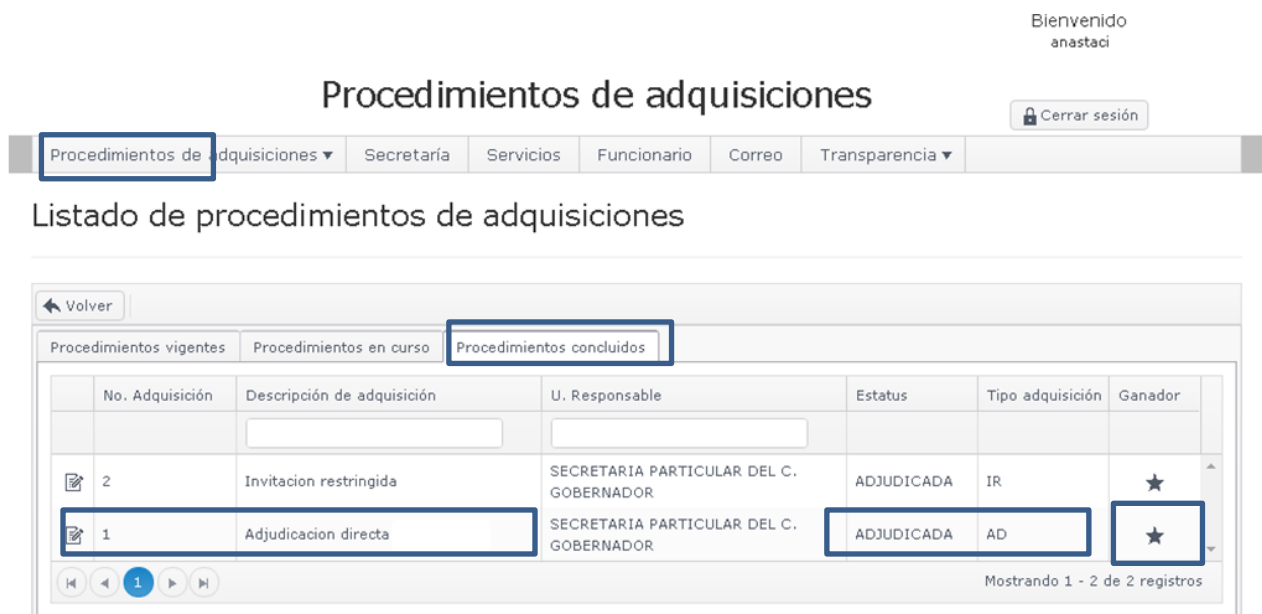 Bienvenido
anastaci
Procedimientos de adquisiciones
Cerrar sesión
Procedimientos de adquisiciones Secretaría Servicios Funcionario Correo Transparencia
Listado de procedimientos de adquisiciones
Volver
Procedimientos vigentes Procedimientos en curso Procedimientos concluidos
No. Adquisición Descripción de adquisición U. Responsable Estatus Tipo adquisición Ganador
2 Invitacion restringida SECRETARIA PARTICULAR DEL C. GOBERNADOR ADJUDICADA IR
1 Adjudicacion directa SECRETARIA PARTICULAR DEL C. GOBERNADOR ADJUDICADA AD
1 Mostrando 1 - 2 de 2 registros